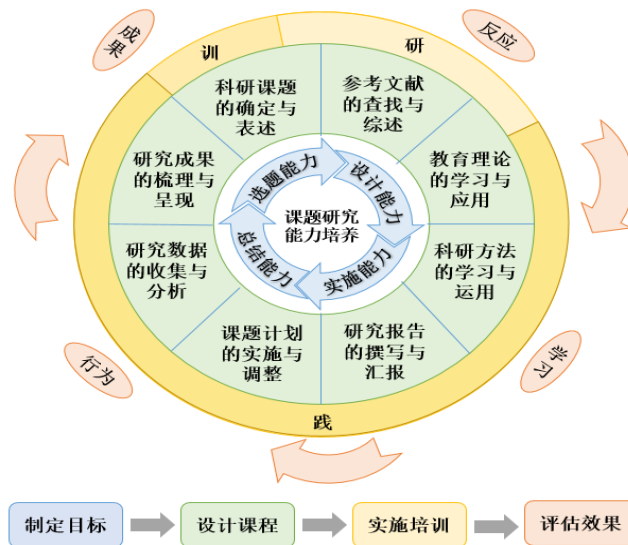 成果
反应
训
研
科研课题
的确定与
表述
参考文献
的查找与
综述
研究成果
的梳理与
呈现
教育理论
的学习与
应用
选题能力
设计能力
课题研究
能力培养
总结能力
实施能力
研究数据
的收集与
分析
科研方法
的学习与
运用
课题计划
的实施与
调整
研究报告
的撰写与
汇报
行为
学习
践
制定目标
设计课程
实施培训
评估效果